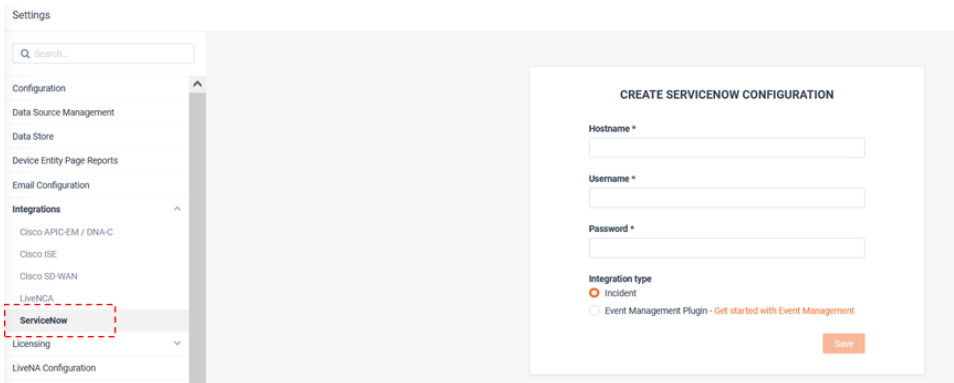 Settings
Search...
Configuration
Data Source Management
Data Store
Device Entity Page Reports
Email Configuration
Integrations
Cisco APIC-EM / DNA-C
Cisco ISE
Cisco SD-WAN
LiveNCA
ServiceNow
Licensing
LiveNA Configuration
CREATE SERVICENOW CONFIGURATION
Hostname *
Username *
Password *
Integration type
Incident
Event Management Plugin - Get started with Event Management
Save